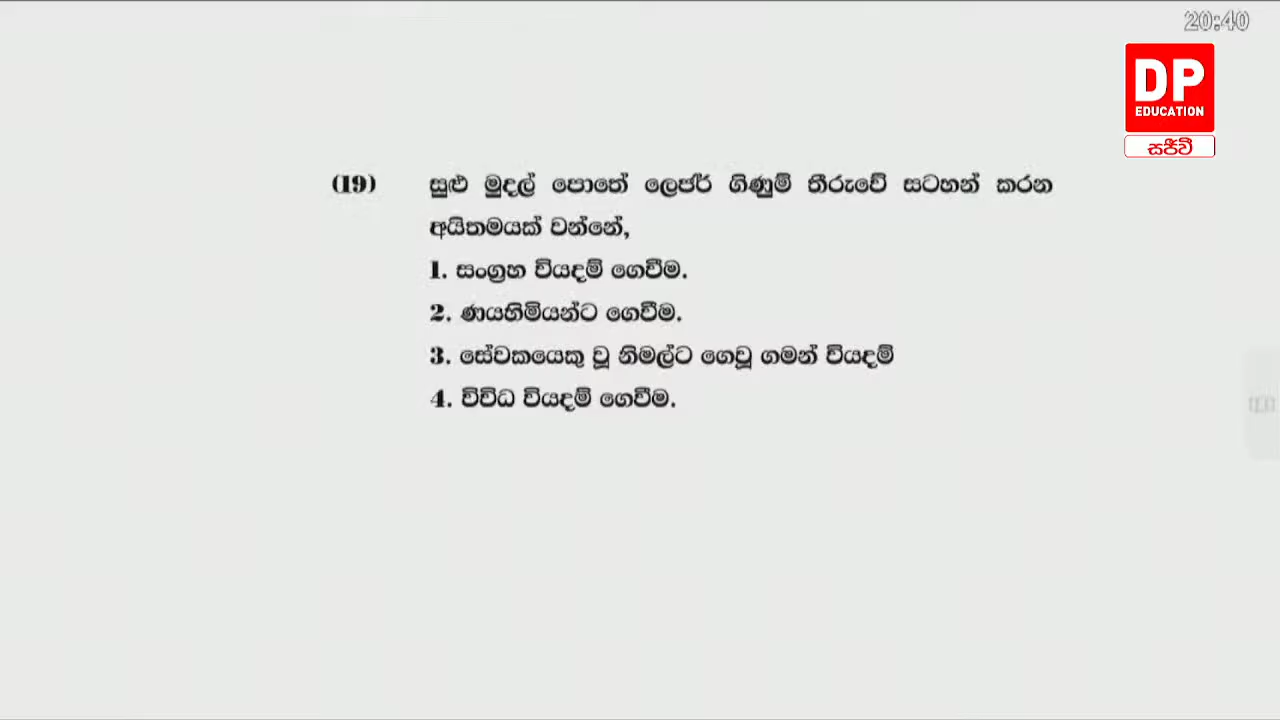 20:40
DP
EDUCATION
සජීවී
(19) සුළු මුදල් පොතේ ලෙජර් ගිණුම් තීරුවේ සටහන් කරන
අයිතමයක් වන්නේ,
1. සංග්‍රහ වියදම් ගෙවීම.
2. ණයහිමියන්ට ගෙවීම.
3. සේවකයෙකු වූ නිමල්ට ගෙවූ ගමන් වියදම්
4. විවිධ වියදම් ගෙවීම.